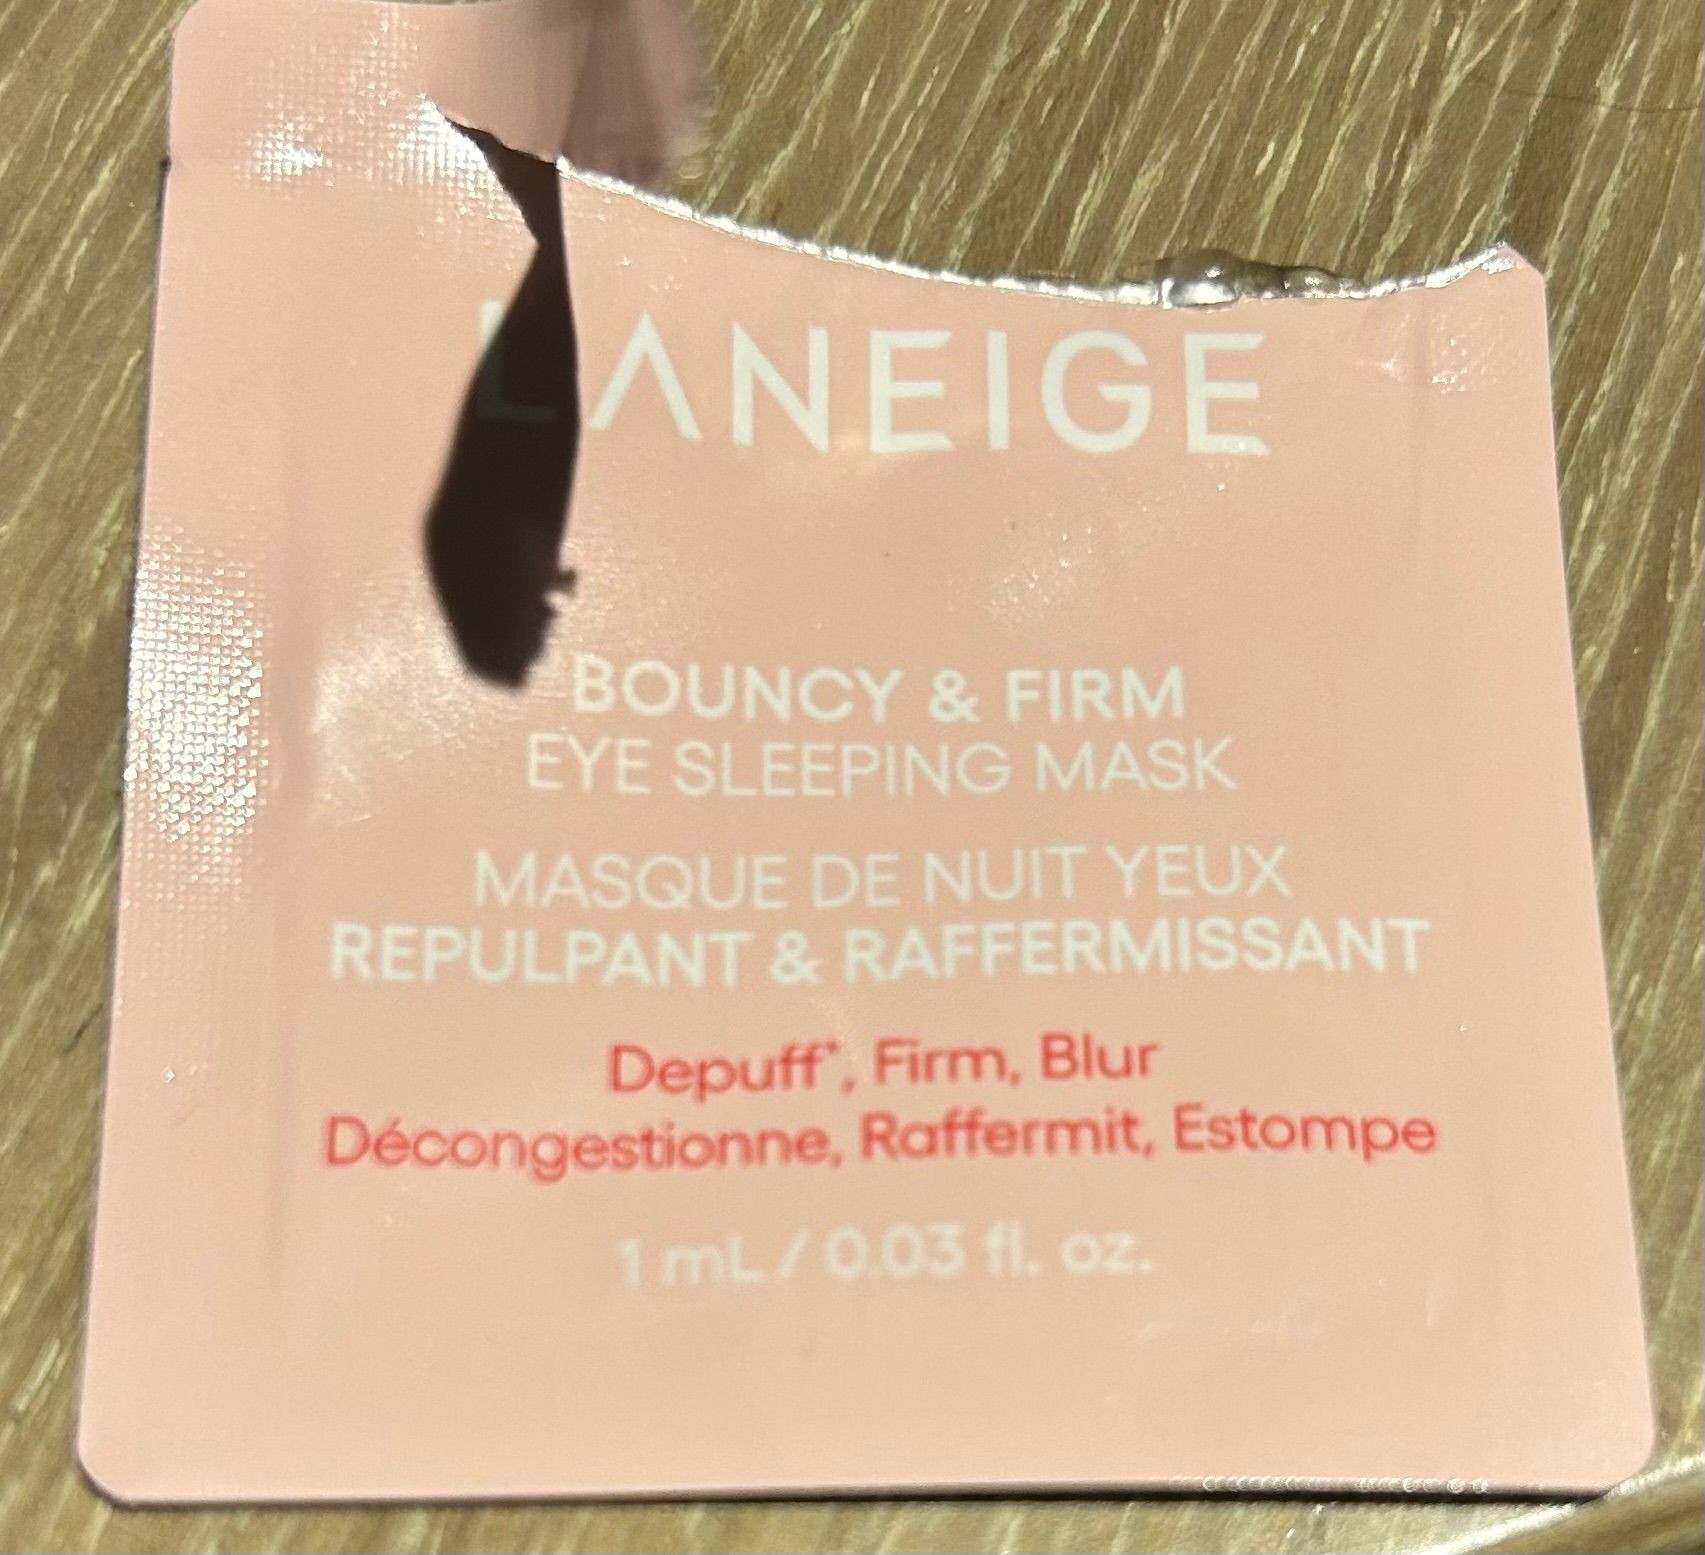 LANEIGE
BOUNCY & FIRM
EYE SLEEPING MASK
MASQUE DE NUIT YEUX
REPULPANT & RAFFERMISSANT
Depuff*, Firm, Blur
Décongestionne, Raffermit, Estompe
1 mL / 0.03 fl. oz.